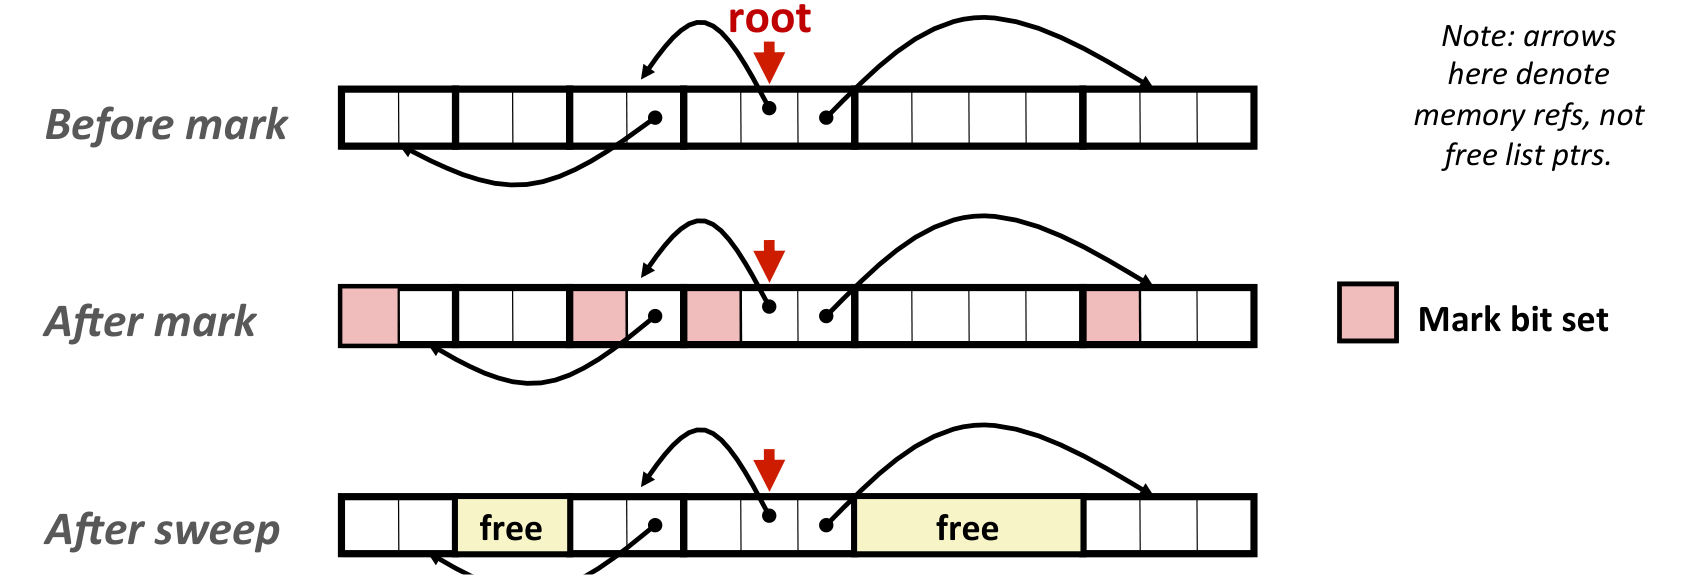 root
Note: arrows
here denote
memory refs, not
free list ptrs.
Before mark
After mark
Mark bit set
After sweep
free
free